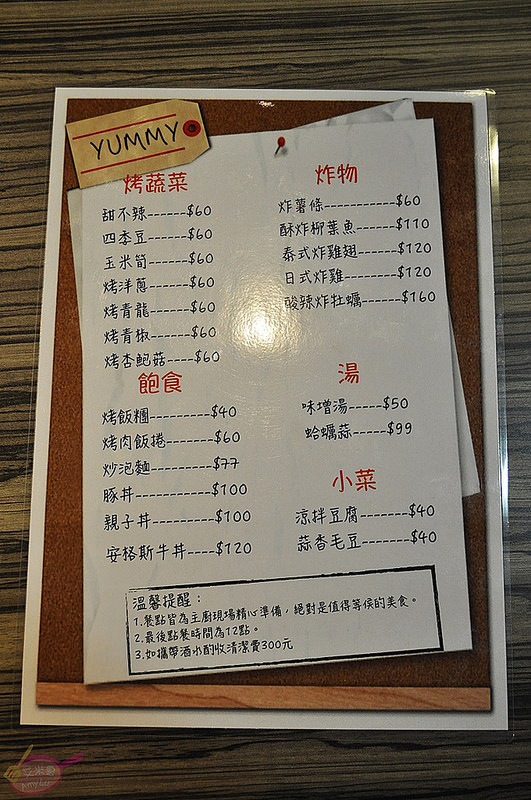 YUMMY
烤蔬菜
甜不辣------$60
四季豆------$60
玉米筍------$60
烤洋蔥------$60
烤青龍------$60
烤青椒------$60
烤杏鮑菇----$60
飽食
烤飯糰---------$40
烤肉飯捲-------$60
炒泡麵---------$77
豚丼-----------$100
親子丼---------$100
安格斯牛丼----$120
炸物
炸薯條-----------$60
酥炸柳葉魚------$110
泰式炸雞翅------$120
日式炸雞--------$120
酸辣炸牡蠣------$160
湯
味增湯-----$50
蛤蠣蒜-----$99
小菜
涼拌豆腐-------$40
蒜香毛豆-------$40
溫馨提醒：
1.餐點皆為主廚現場精心準備，絕對是值得等侯的美食。
2.最後點餐時間為12點。
3.如攜帶酒水酌收清潔費300元